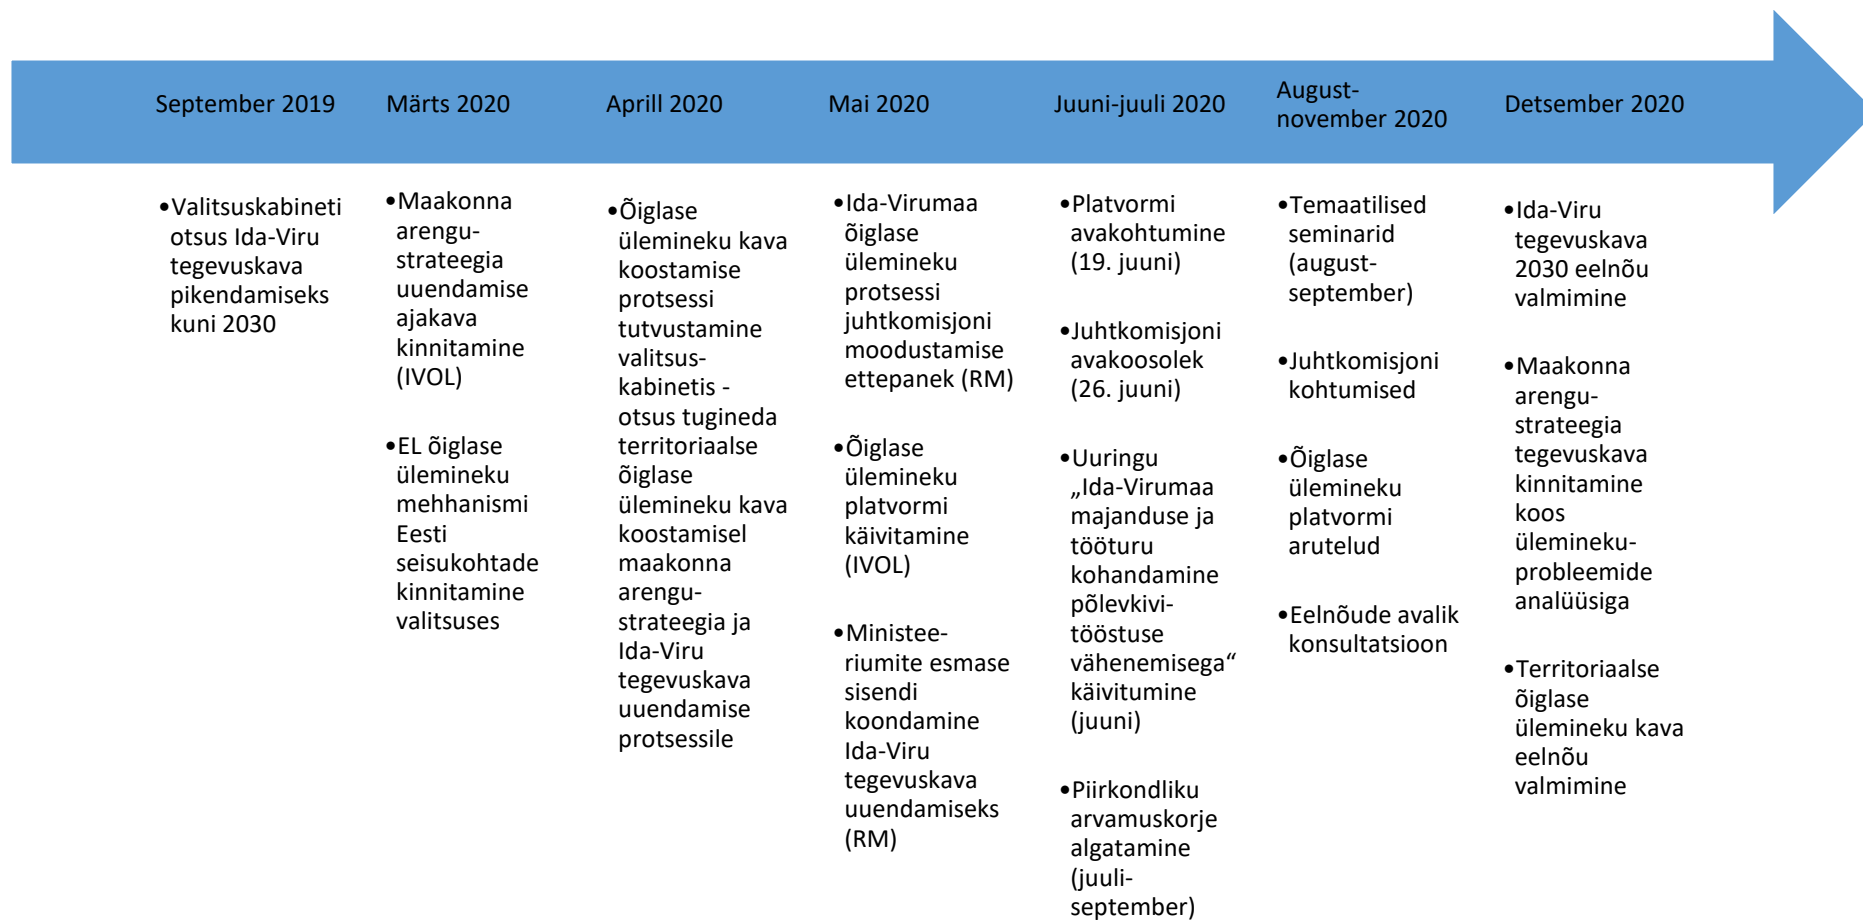 September 2019
Märts 2020
Aprill 2020
Mai 2020
Juuni-juuli 2020
August-
november 2020
Detsember 2020
•Valitsuskabineti
otsus Ida-Viru
tegevuskava
pikendamiseks
kuni 2030
•Maakonna
arengu-
strateegia
uuendamise
ajakava
kinnitamine
(IVOL)
•EL õiglase
ülemineku
mehhanismi
Eesti
seisukohtade
kinnitamine
valitsuses
•Õiglase
ülemineku kava
koostamise
protsessi
tutvustamine
valitsus-
kabinetis -
otsus tugineda
territoriaalse
õiglase
ülemineku kava
koostamisel
maakonna
arengu-
strateegia ja
Ida-Viru
tegevuskava
uuendamise
protsessile
•Ida-Virumaa
õiglase
ülemineku
protsessi
juhtkomisjoni
moodustamise
ettepanek (RM)
•Õiglase
ülemineku
platvormi
käivitamine
(IVOL)
•Ministee-
riumite esmase
sisendi
koondamine
Ida-Viru
tegevuskava
uuendamiseks
(RM)
•Platvormi
avakohtumine
(19. juuni)
•Juhtkomisjoni
avakoosolek
(26. juuni)
•Uuringu
„Ida-Virumaa
majanduse ja
tööturu
kohandamine
põlevkivi-
tööstuse
vähenemisega“
käivitumine
(juuni)
•Piirkondliku
arvamuskorje
algatamine
(juuli-
september)
•Temaatilised
seminarid
(august-
september)
•Juhtkomisjoni
kohtumised
•Õiglase
ülemineku
platvormi
arutelud
•Eelnõude avalik
konsultatsioon
•Ida-Viru
tegevuskava
2030 eelnõu
valmimine
•Maakonna
arengu-
strateegia
tegevuskava
kinnitamine
koos
ülemineku-
probleemide
analüüsiga
•Territoriaalse
õiglase
ülemineku kava
eelnõu
valmimine